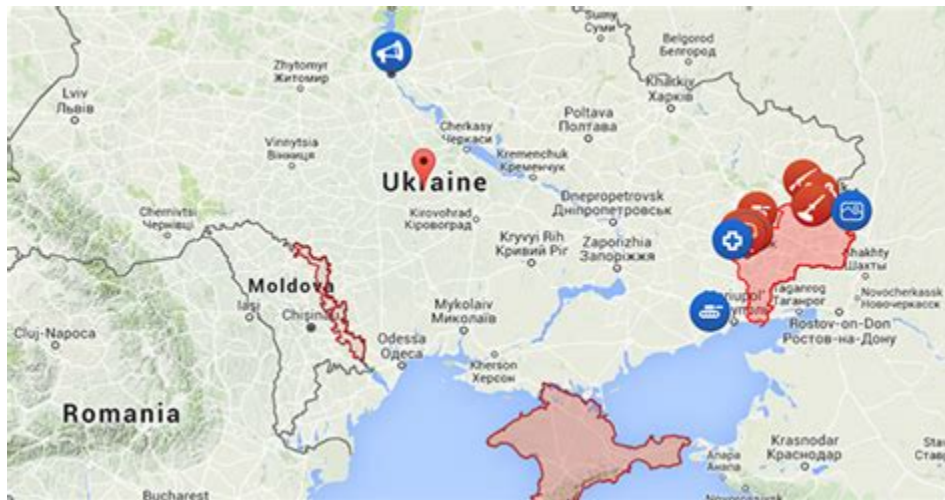 Sumy
Суми
Belgorod
Белгород
Zhytomyr
Житомир
Kharkiv
Харків
Lviv
Львів
Poltava
Полтава
Cherkasy
Черкаси
Vinnytsia
Вінниця
Kremenchuk
Кременчук
Ukraine
Dnepropetrovsk
Дніпропетровськ
Chernivtsi
Чернівці
Kirovohrad
Кіровоград
Kryvyi Rih
Кривий Ріг
Zaporizhia
Запоріжжя
Shakhty
Шахты
Moldova
Iași
Chișinău
Mykolaiv
Миколаїв
Taganrog
Таганрог
Novocherkassk
Новочеркасск
Rostov-on-Don
Ростов-на-Дону
Cluj-Napoca
Odessa
Одеса
Kherson
Херсон
Romania
Krasnodar
Краснодар
Anapa
Анапа
Bucharest
Novorossiysk